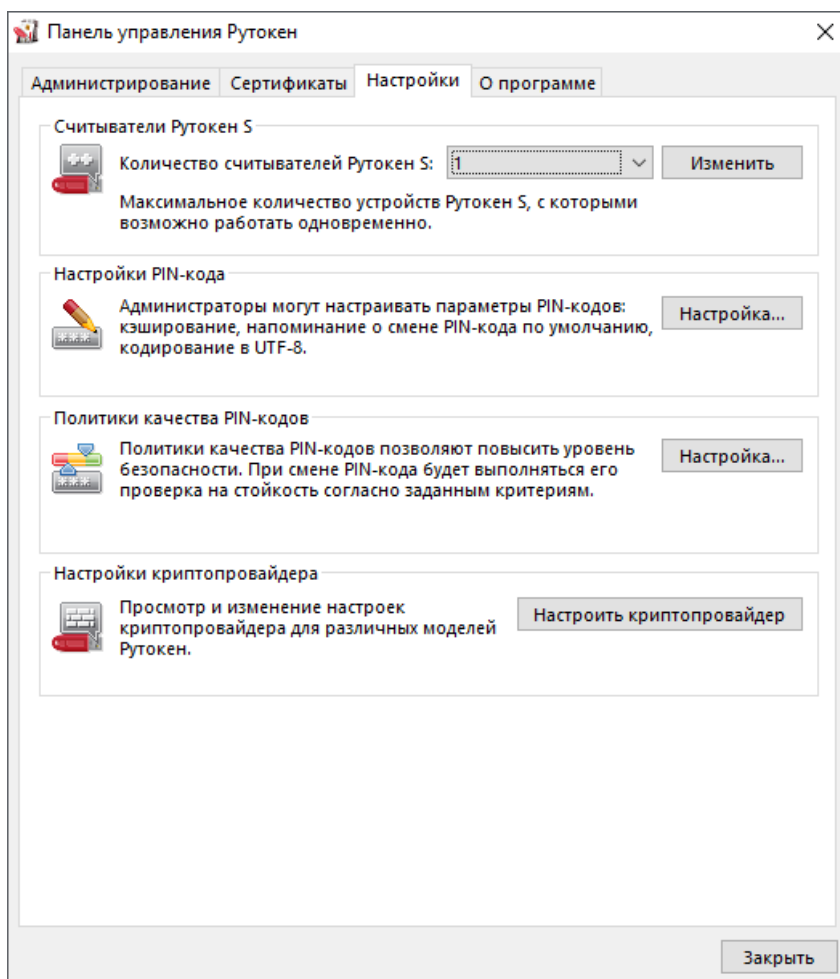 Панель управления Рутокен
Администрирование Сертификаты Настройки О программе
Считыватели Рутокен S
Количество считывателей Рутокен S: 1 Изменить
Максимальное количество устройств Рутокен S, с которыми
возможно работать одновременно.
Настройки PIN-кода
Администраторы могут настраивать параметры PIN-кодов:
кэширование, напоминание о смене PIN-кода по умолчанию,
кодирование в UTF-8.
Настройка...
Политики качества PIN-кодов
Политики качества PIN-кодов позволяют повысить уровень
безопасности. При смене PIN-кода будет выполняться его
проверка на стойкость согласно заданным критериям.
Настройка...
Настройки криптопровайдера
Просмотр и изменение настроек
криптопровайдера для различных моделей
Рутокен.
Настроить криптопровайдер
Закрыть